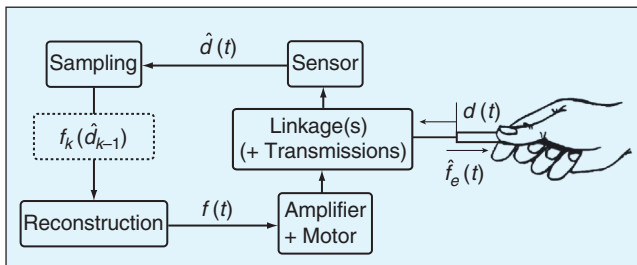 d̂(t)
Sampling
Sensor
d(t)
f_k(d̂_{k–1})
Linkage(s)
(+ Transmissions)
f̂_e(t)
Reconstruction
f(t)
Amplifier
+ Motor